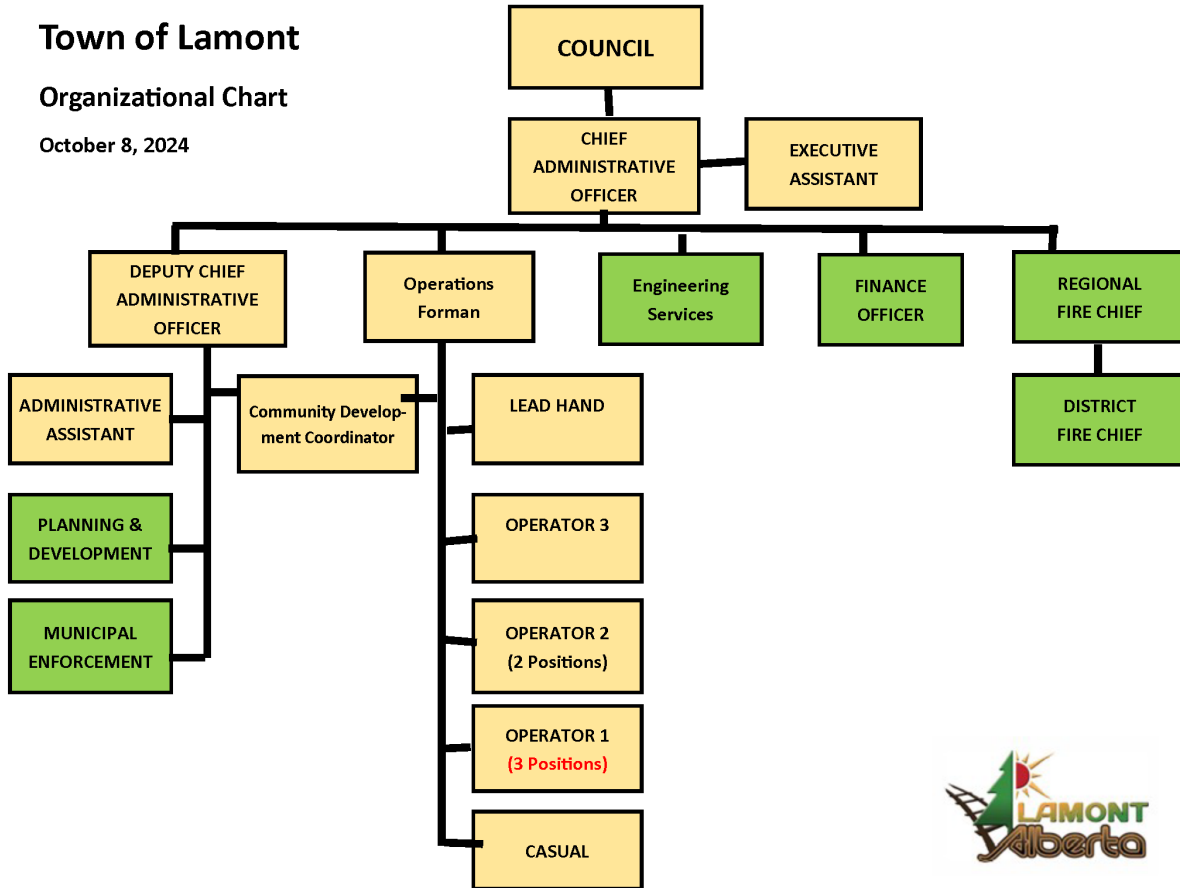 Town of Lamont
Organizational Chart
October 8, 2024
COUNCIL
CHIEF
ADMINISTRATIVE
OFFICER
EXECUTIVE
ASSISTANT
DEPUTY CHIEF
ADMINISTRATIVE
OFFICER
Operations
Forman
Engineering
Services
FINANCE
OFFICER
REGIONAL
FIRE CHIEF
ADMINISTRATIVE
ASSISTANT
Community Develop-
ment Coordinator
LEAD HAND
DISTRICT
FIRE CHIEF
PLANNING &
DEVELOPMENT
OPERATOR 3
MUNICIPAL
ENFORCEMENT
OPERATOR 2
(2 Positions)
OPERATOR 1
(3 Positions)
CASUAL
LAMONT
Alberta